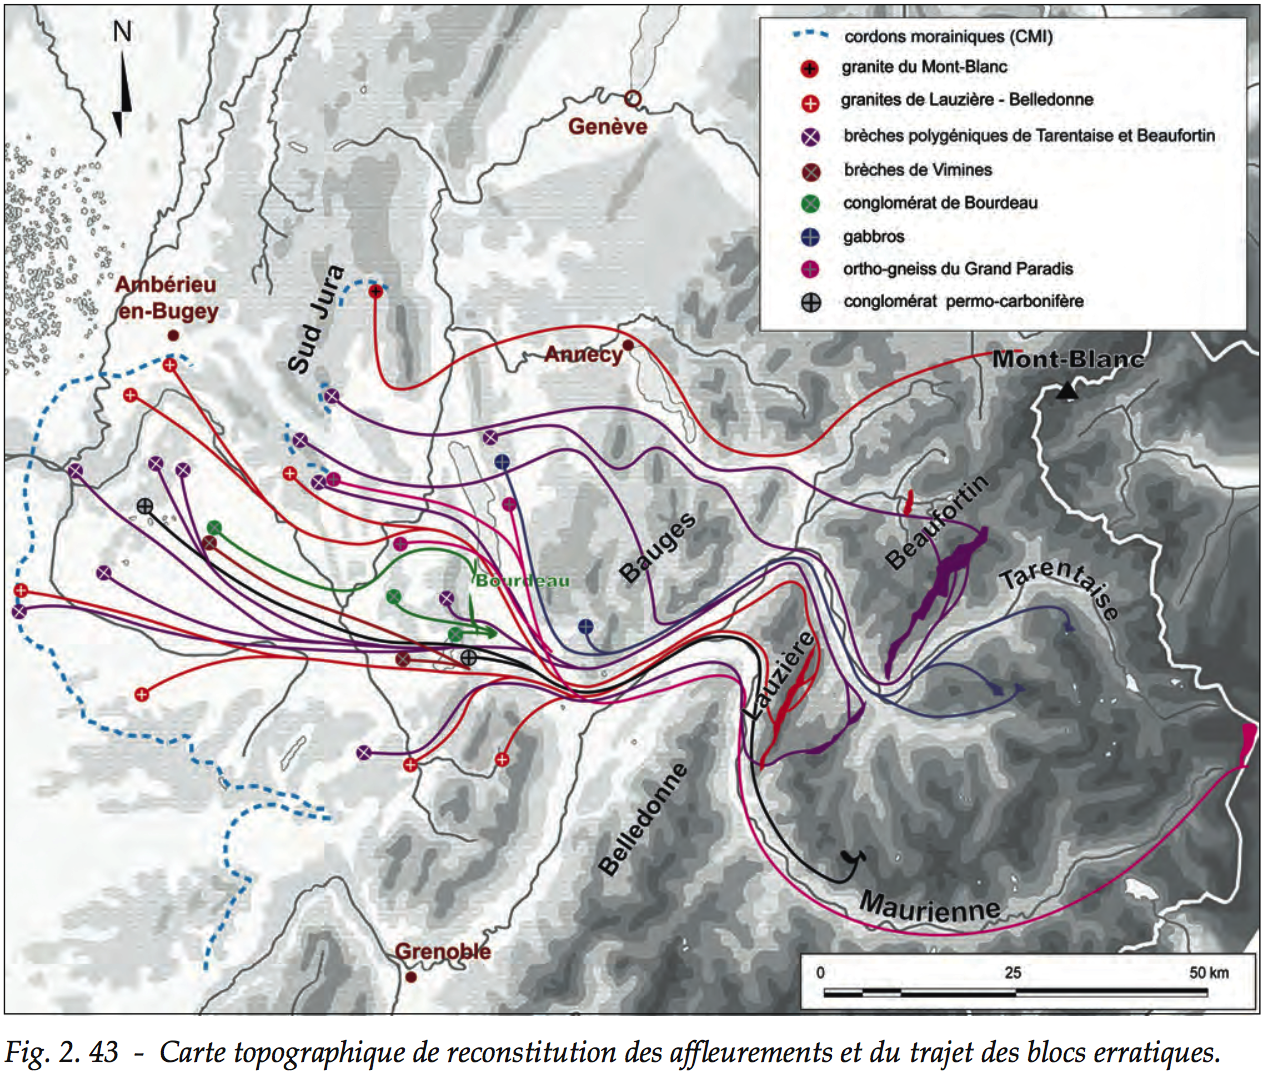 N
cordons morainiques (CMI)
granite du Mont-Blanc
granites de Lauzière - Belledonne
brèches polygéniques de Tarentaise et Beaufortin
brèches de Vimines
conglomérat de Bourdeau
gabbros
ortho-gneiss du Grand Paradis
conglomérat permo-carbonifère
Genève
Ambérieu
en-Bugey
Sud Jura
Annecy
Mont-Blanc
Beaufortin
Bauges
Tarentaise
Bourdeau
Lauzière
Belledonne
Maurienne
Grenoble
0 25 50 km
Fig. 2. 43 - Carte topographique de reconstitution des affleurements et du trajet des blocs erratiques.